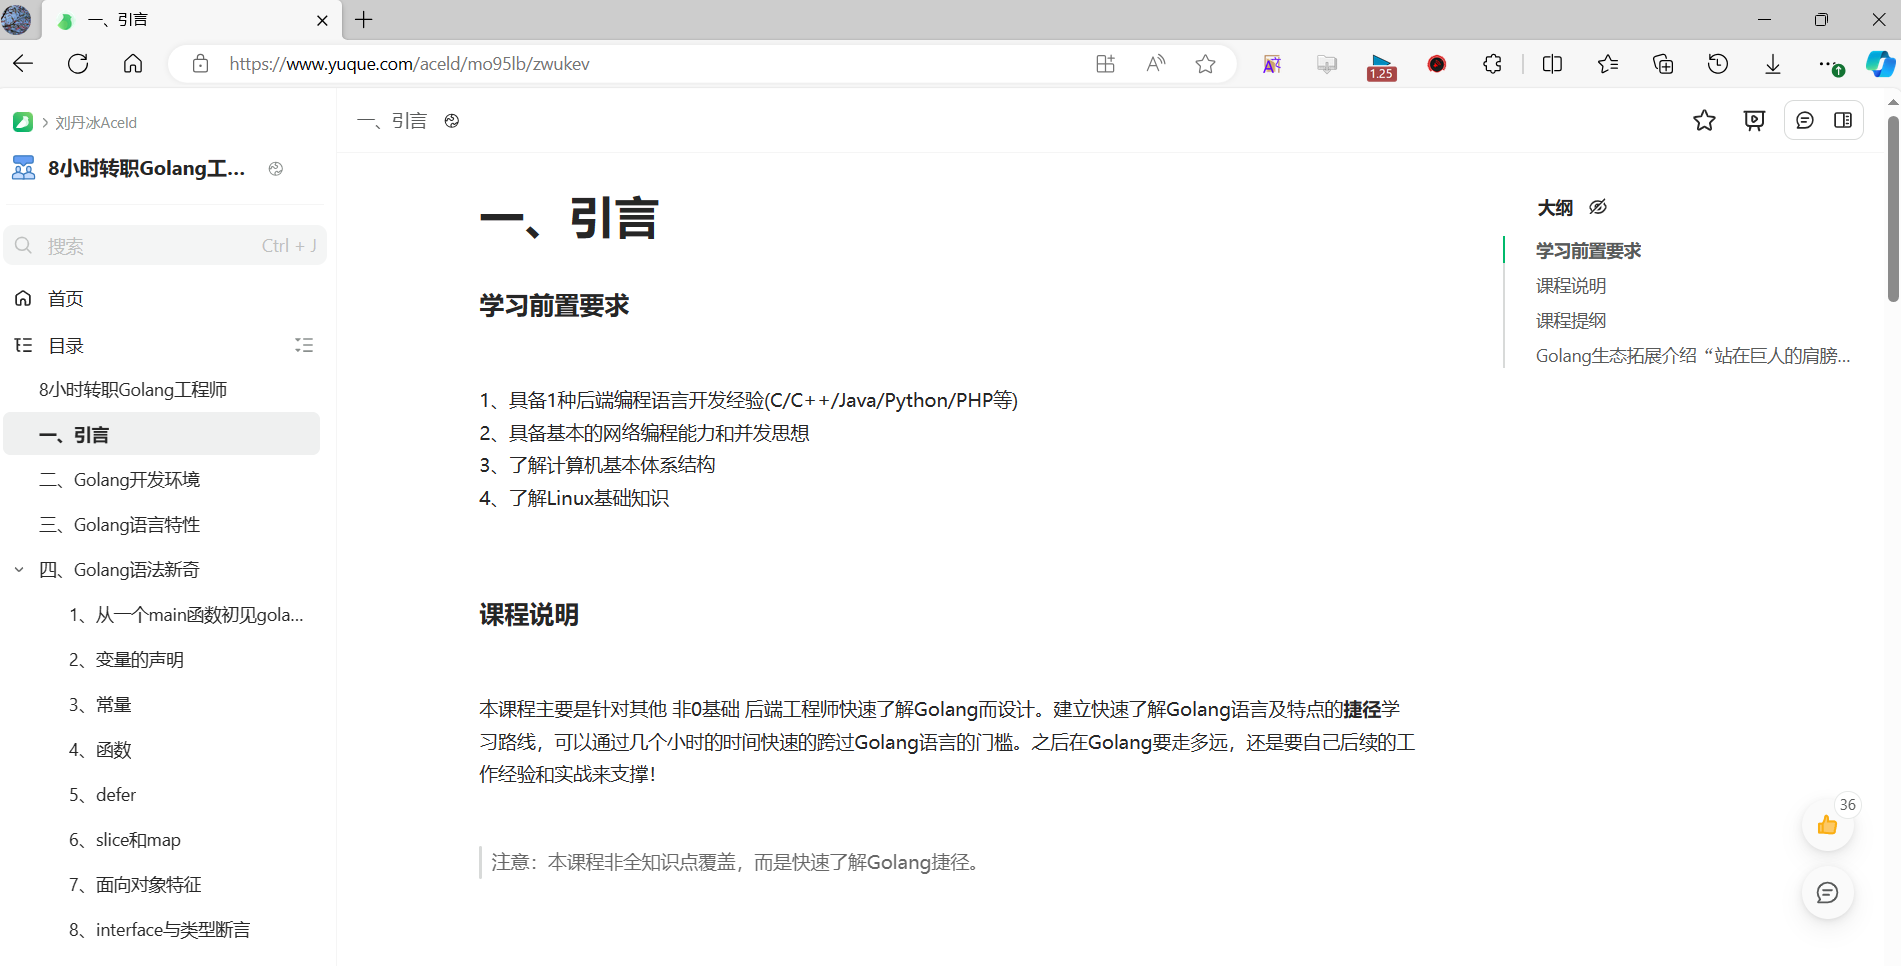 一、引言
https://www.yuque.com/aceld/mo95lb/zwukev
1.25
刘丹冰Aceld
8小时转职Golang工...
搜索 Ctrl + J
首页
目录
8小时转职Golang工程师
一、引言
二、Golang开发环境
三、Golang语言特性
四、Golang语法新奇
1、从一个main函数初见gola...
2、变量的声明
3、常量
4、函数
5、defer
6、slice和map
7、面向对象特征
8、interface与类型断言
一、引言
一、引言
学习前置要求
1、具备1种后端编程语言开发经验(C/C++/Java/Python/PHP等)
2、具备基本的网络编程能力和并发思想
3、了解计算机基本体系结构
4、了解Linux基础知识
课程说明
本课程主要是针对其他 非0基础 后端工程师快速了解Golang而设计。建立快速了解Golang语言及特点的捷径学
习路线，可以通过几个小时的时间快速的跨过Golang语言的门槛。之后在Golang要走多远，还是要自己后续的工
作经验和实战来支撑！
注意：本课程非全知识点覆盖，而是快速了解Golang捷径。
大纲
学习前置要求
课程说明
课程提纲
Golang生态拓展介绍“站在巨人的肩膀...
36